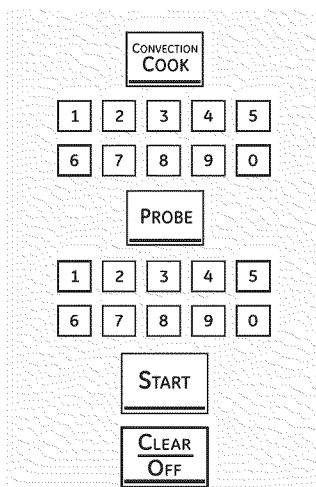 CONVECTION
COOK
1 2 3 4 5
6 7 8 9 0
PROBE
1 2 3 4 5
6 7 8 9 0
START
CLEAR
OFF